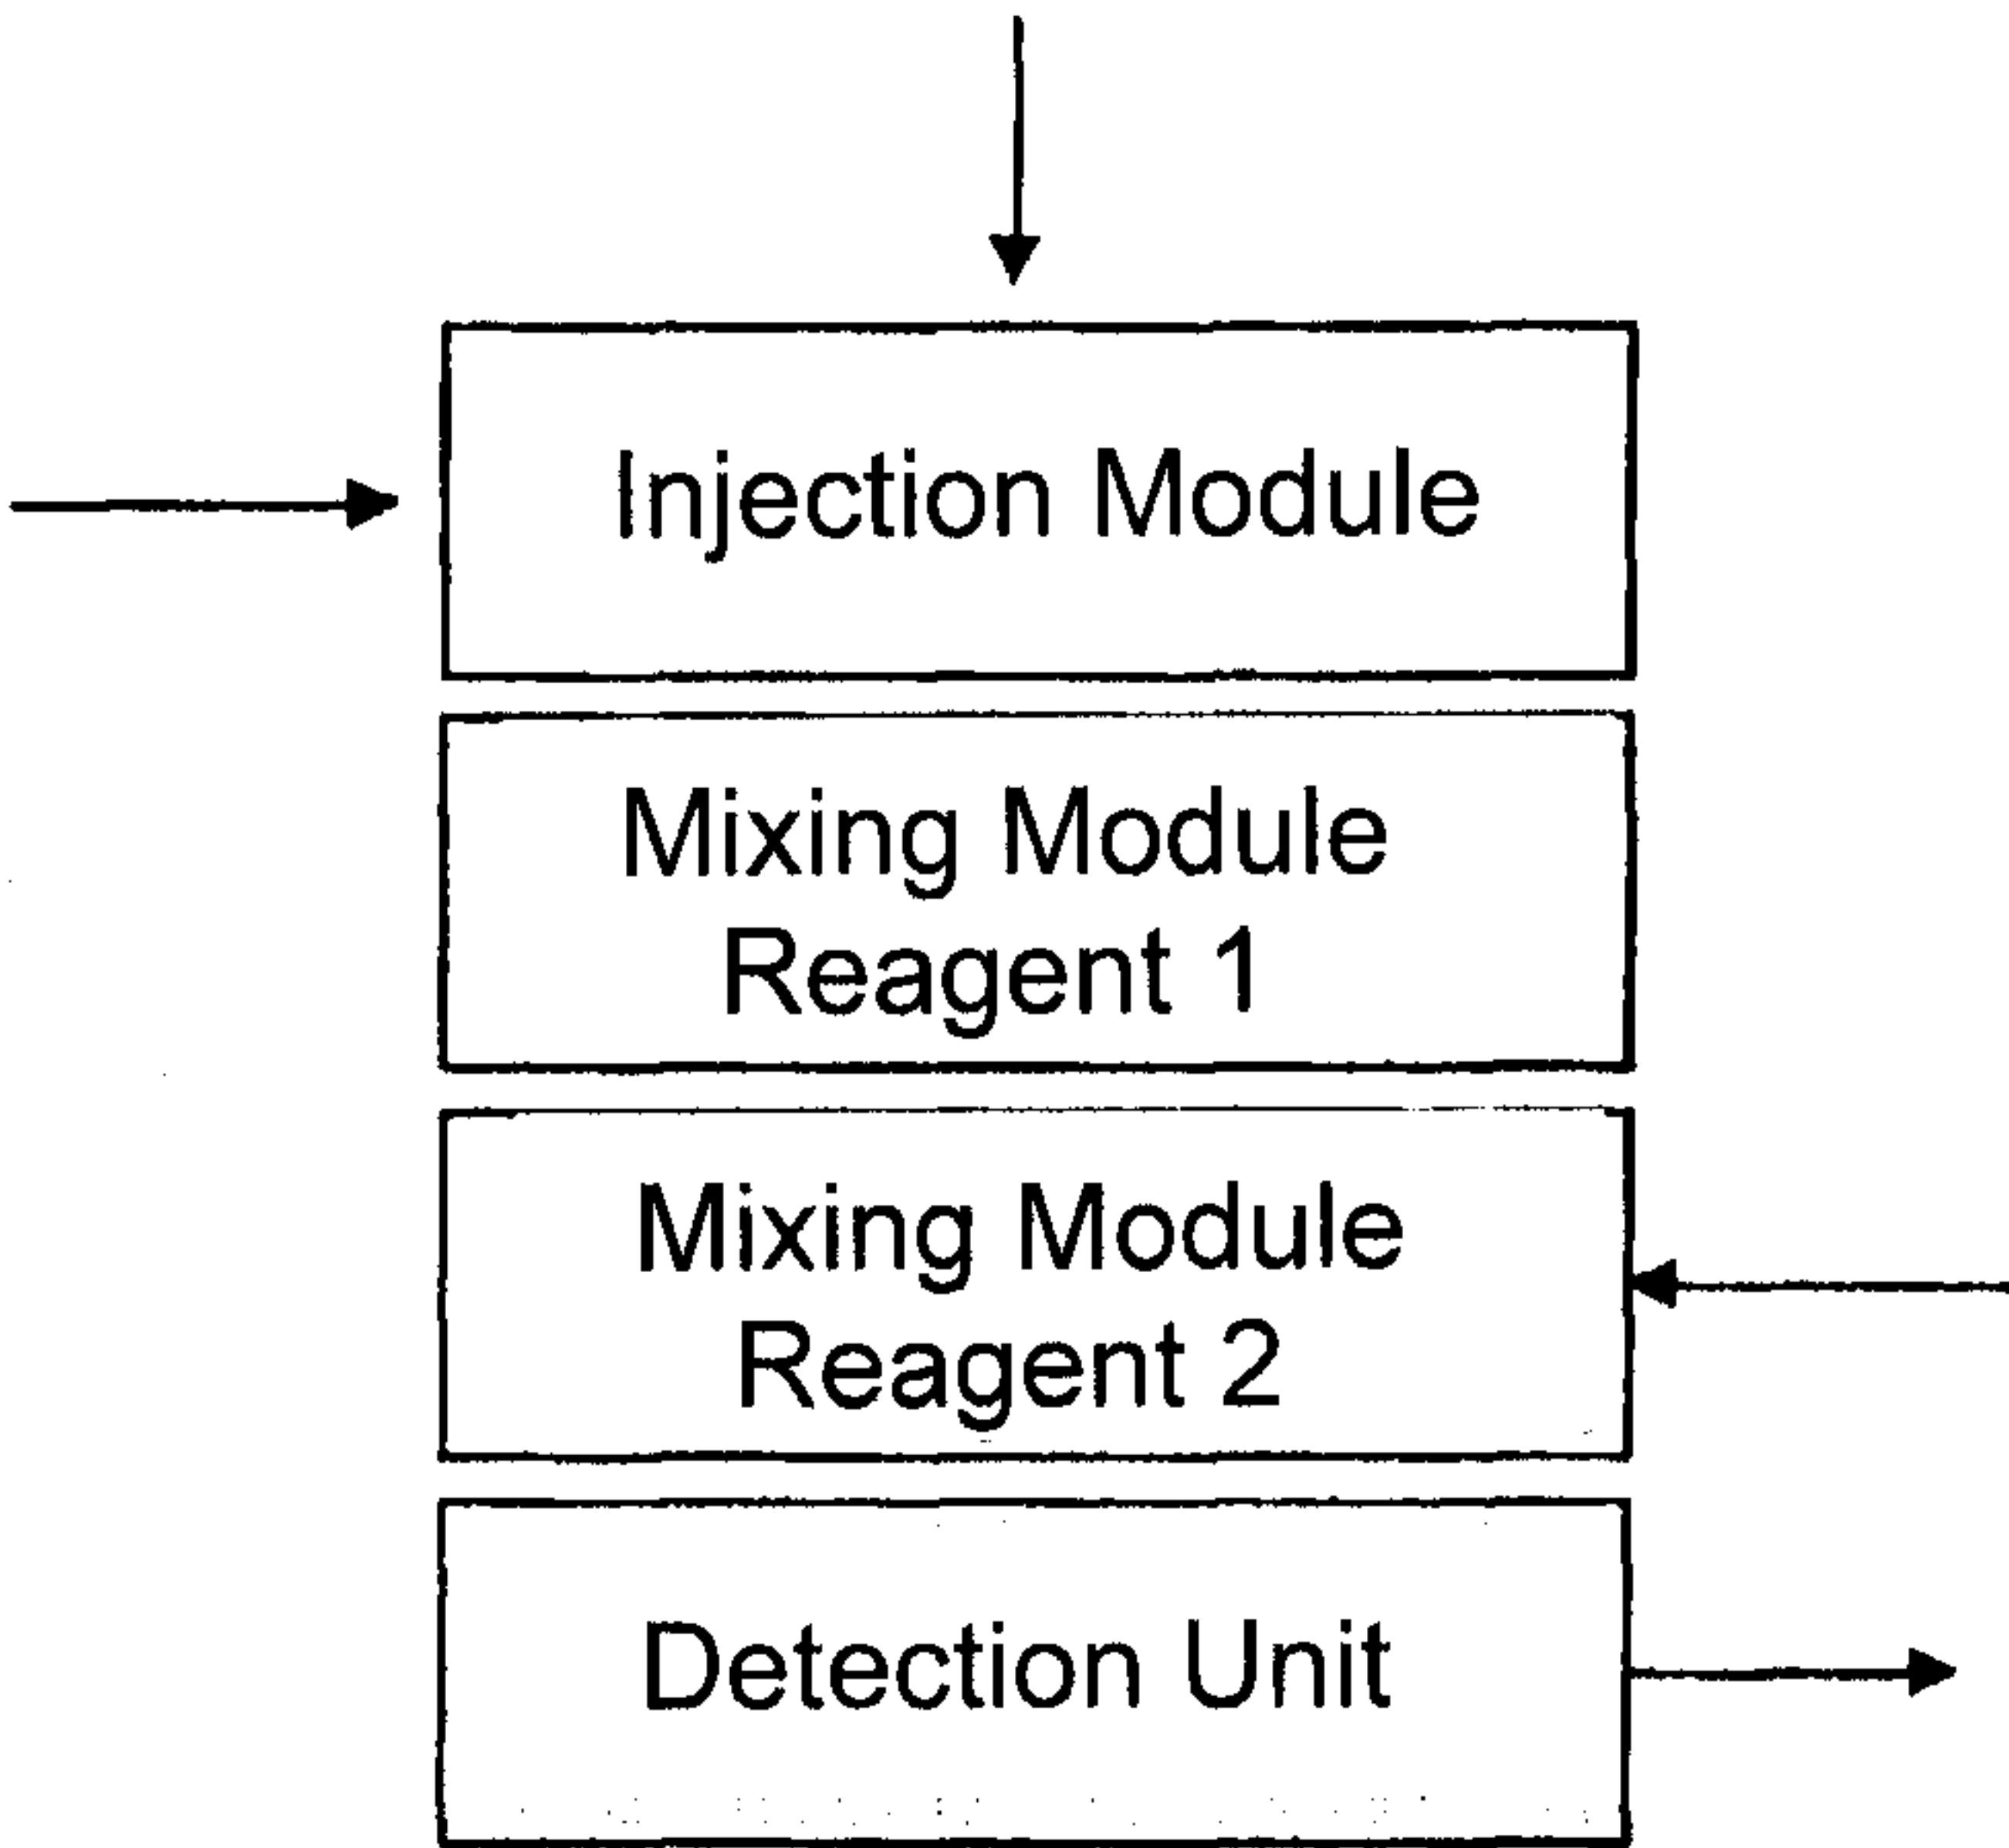 Injection Module
Mixing Module
Reagent 1
Mixing Module
Reagent 2
Detection Unit